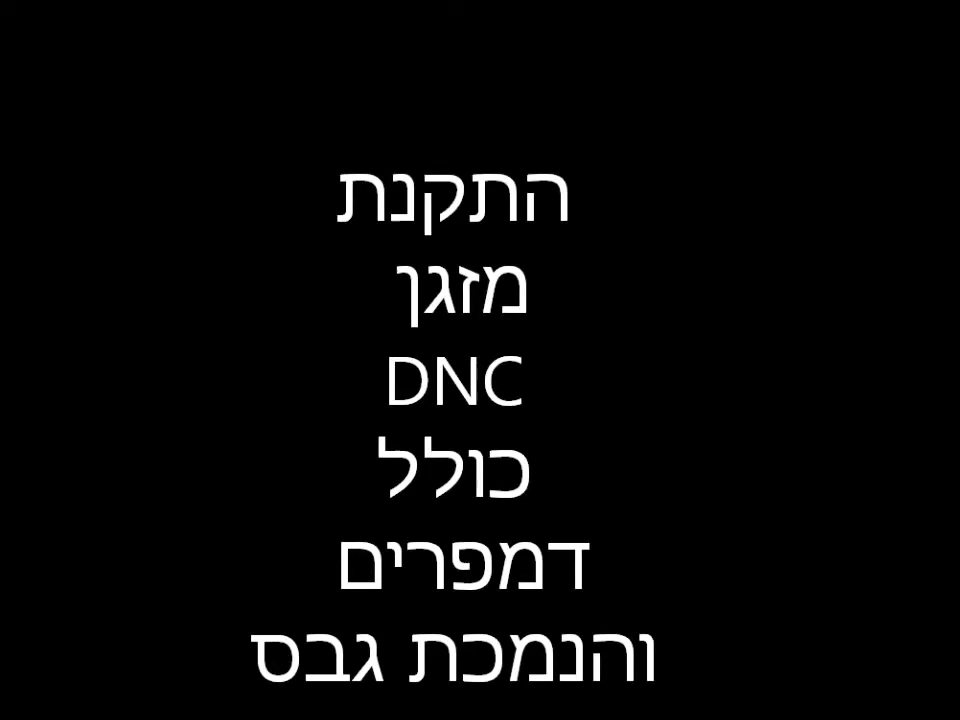 התקנת
מזגן
DNC
כולל
דמפרים
והנמכת גבס